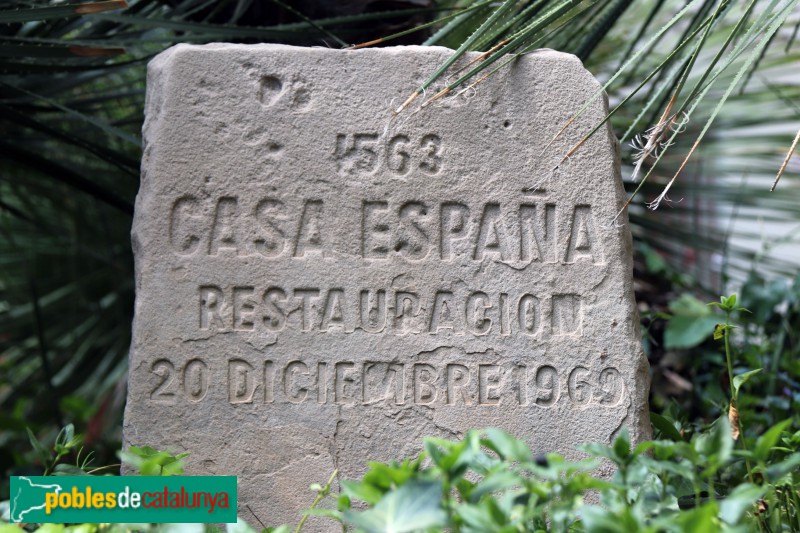 1563
CASA ESPAÑA
RESTAURACION
20 DICIEMBRE 1969
poblesdecatalunya